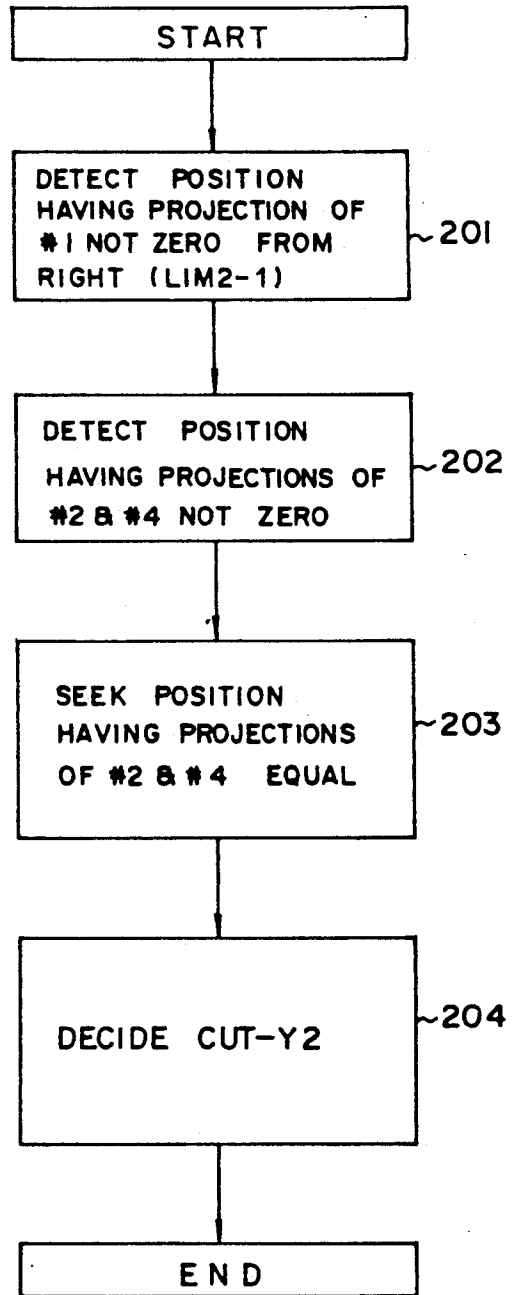 START
DETECT POSITION
HAVING PROJECTION OF
#1 NOT ZERO FROM
RIGHT (LIM2-1)
~201
DETECT POSITION
HAVING PROJECTIONS OF
#2 & #4 NOT ZERO
~202
SEEK POSITION
HAVING PROJECTIONS
OF #2 & #4 EQUAL
~203
DECIDE CUT-Y2
~204
END